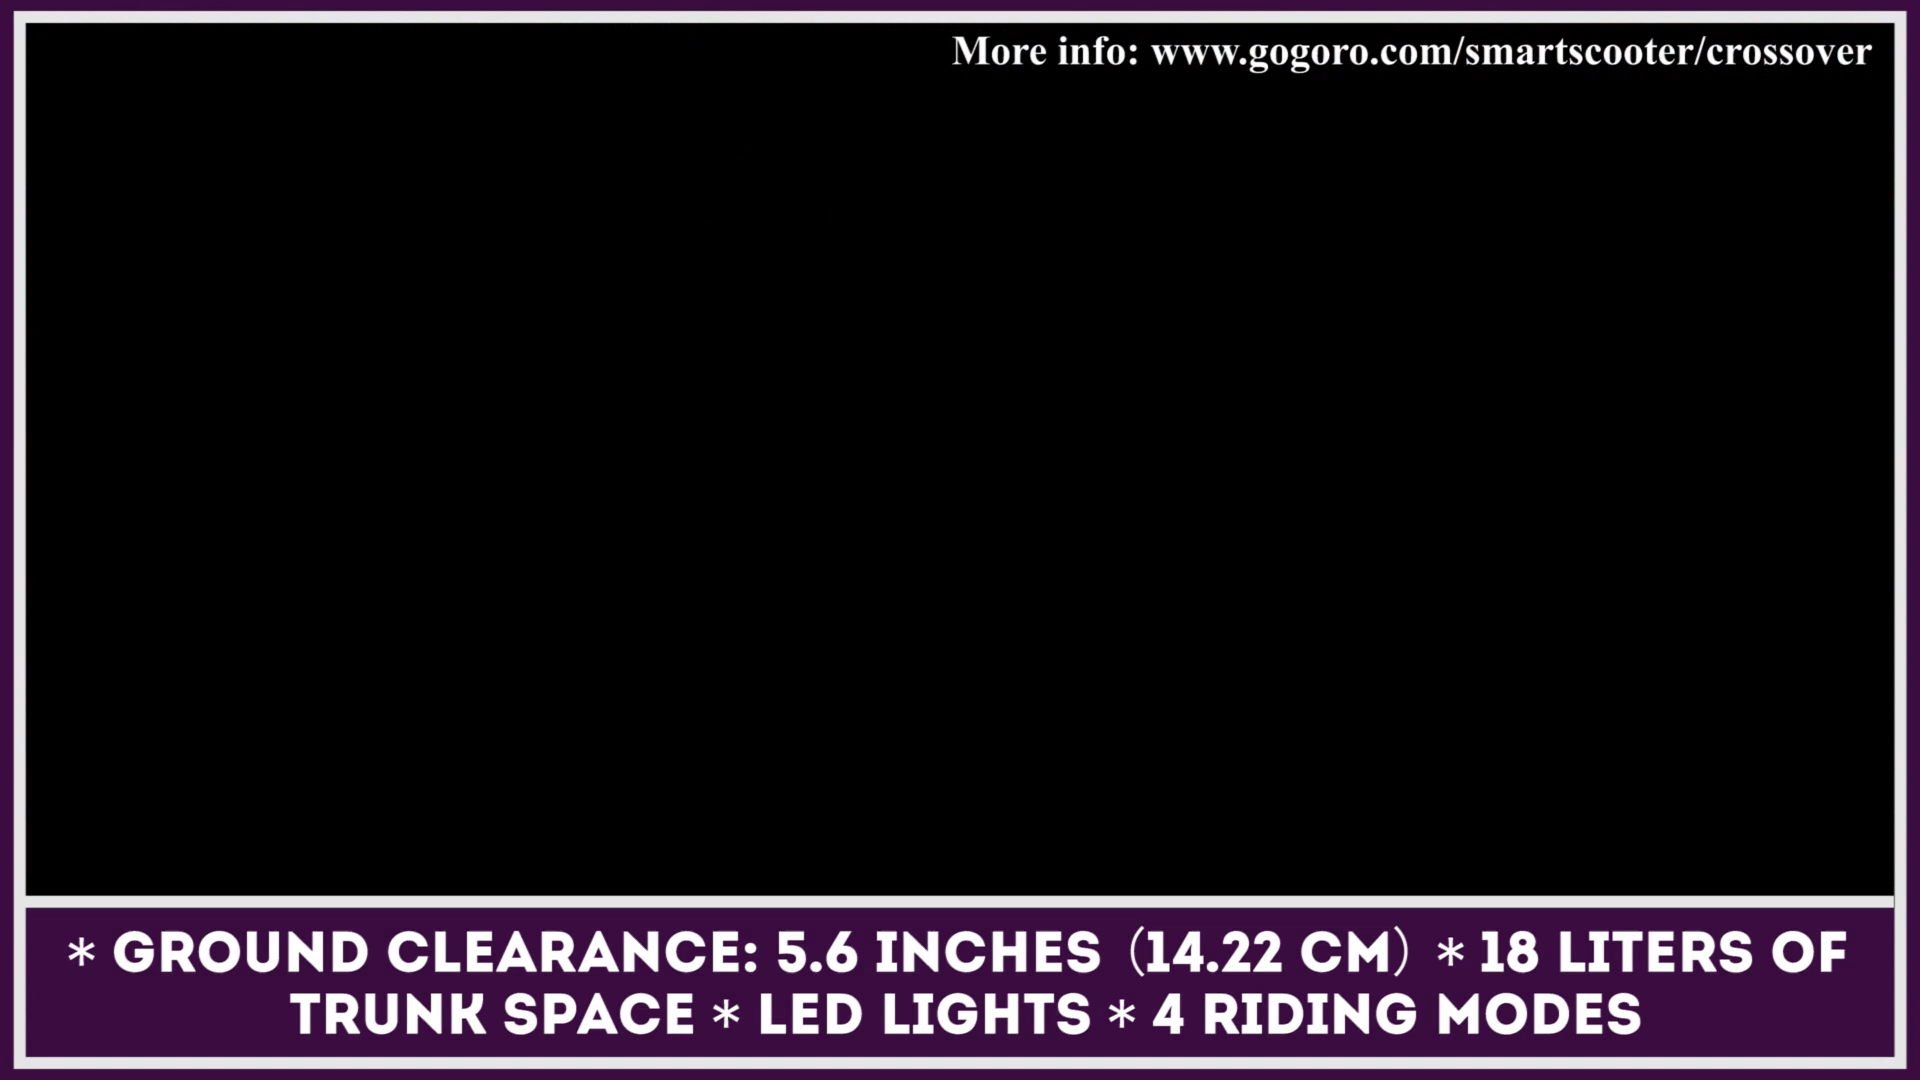 More info: www.gogoro.com/smartscooter/crossover
* GROUND CLEARANCE: 5.6 INCHES (14.22 CM) * 18 LITERS OF
TRUNK SPACE * LED LIGHTS * 4 RIDING MODES